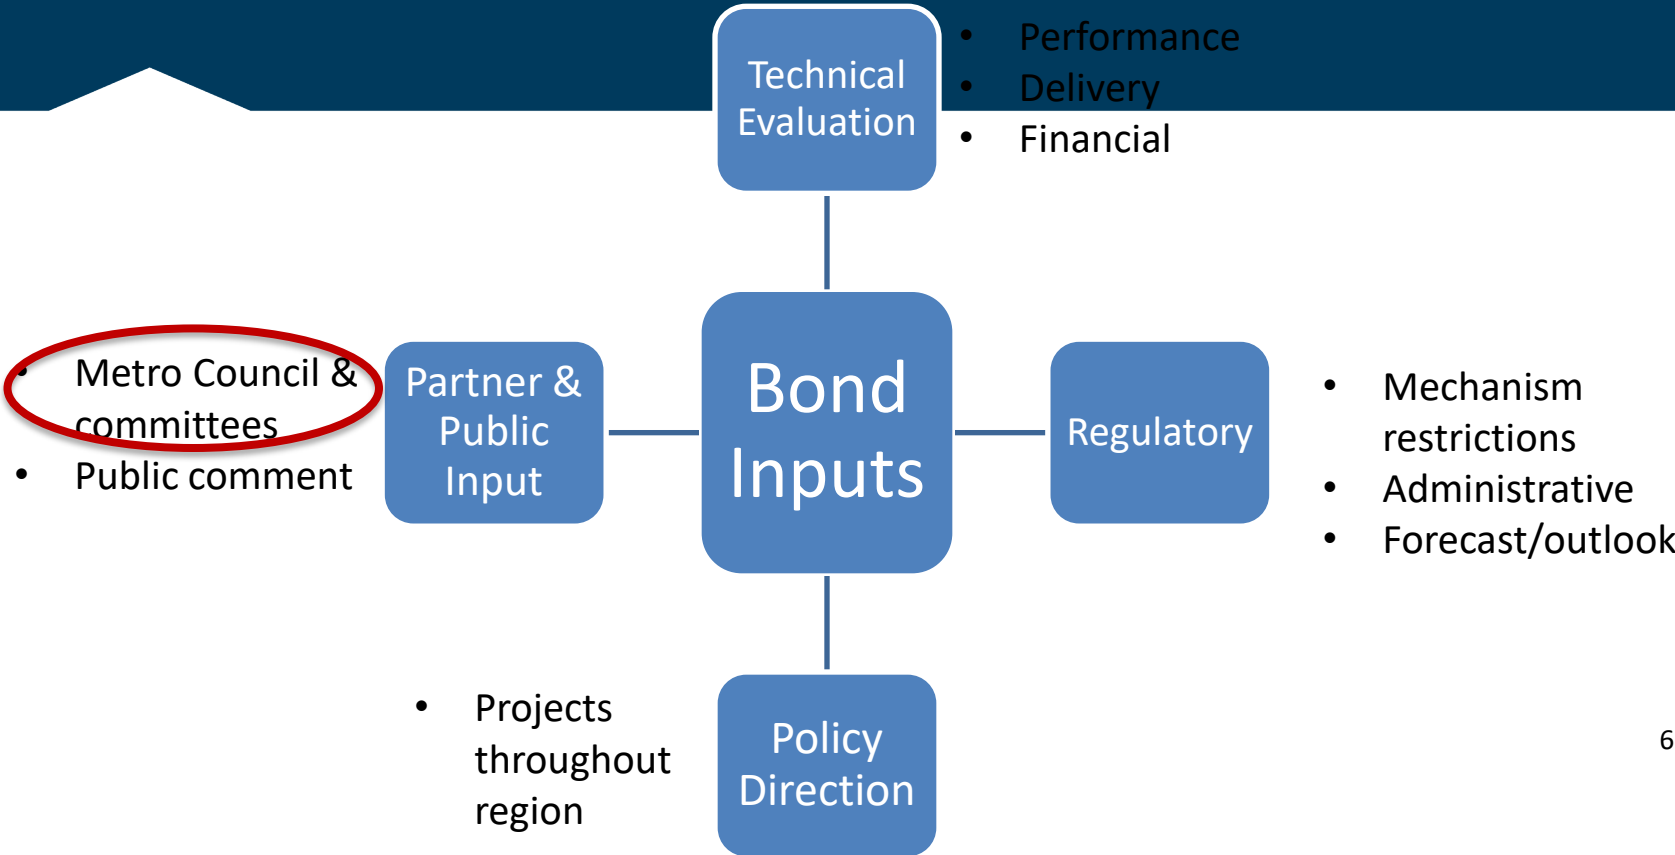 Technical
Evaluation
• Performance
• Delivery
• Financial
• Metro Council &
committees
• Public comment
Partner &
Public
Input
Bond
Inputs
Regulatory
• Mechanism
restrictions
• Administrative
• Forecast/outlook
• Projects
throughout
region
Policy
Direction
6